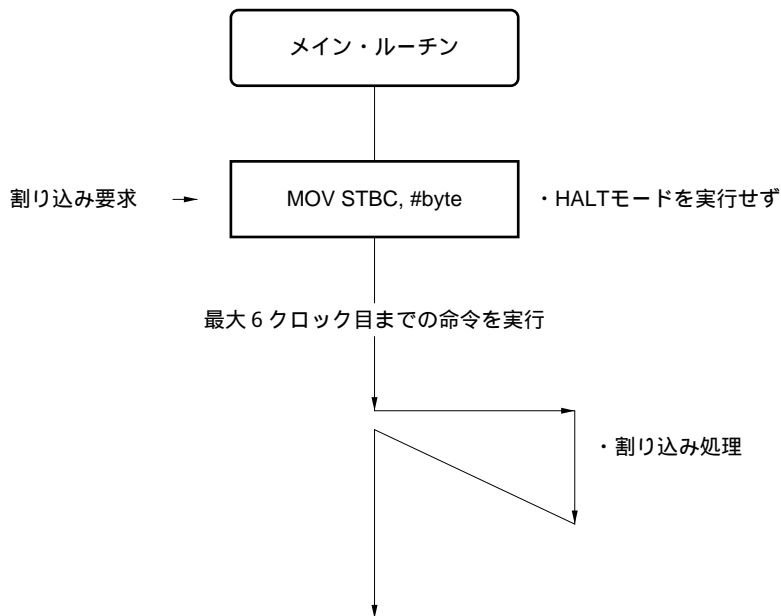 メイン・ルーチン
割り込み要求
MOV STBC, #byte
・HALTモードを実行せず
最大6クロック目までの命令を実行
・割り込み処理